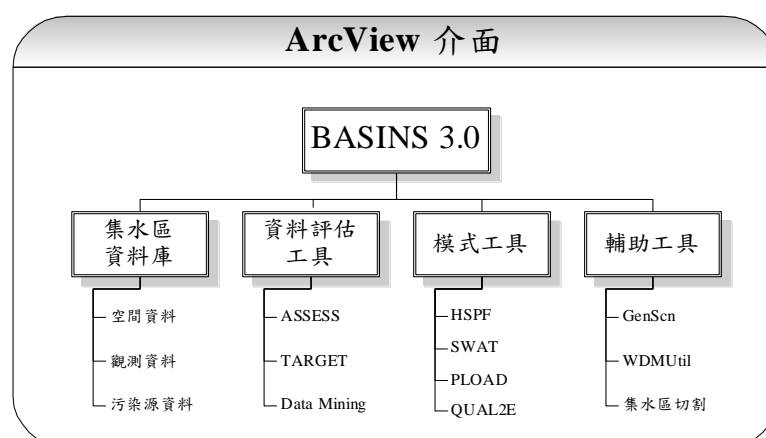 ArcView 介面
BASINS 3.0
集水區
資料庫
空間資料
觀測資料
污染源資料
資料評估
工具
ASSESS
TARGET
Data Mining
模式工具
HSPF
SWAT
PLOAD
QUAL2E
輔助工具
GenScn
WDMUtil
集水區切割